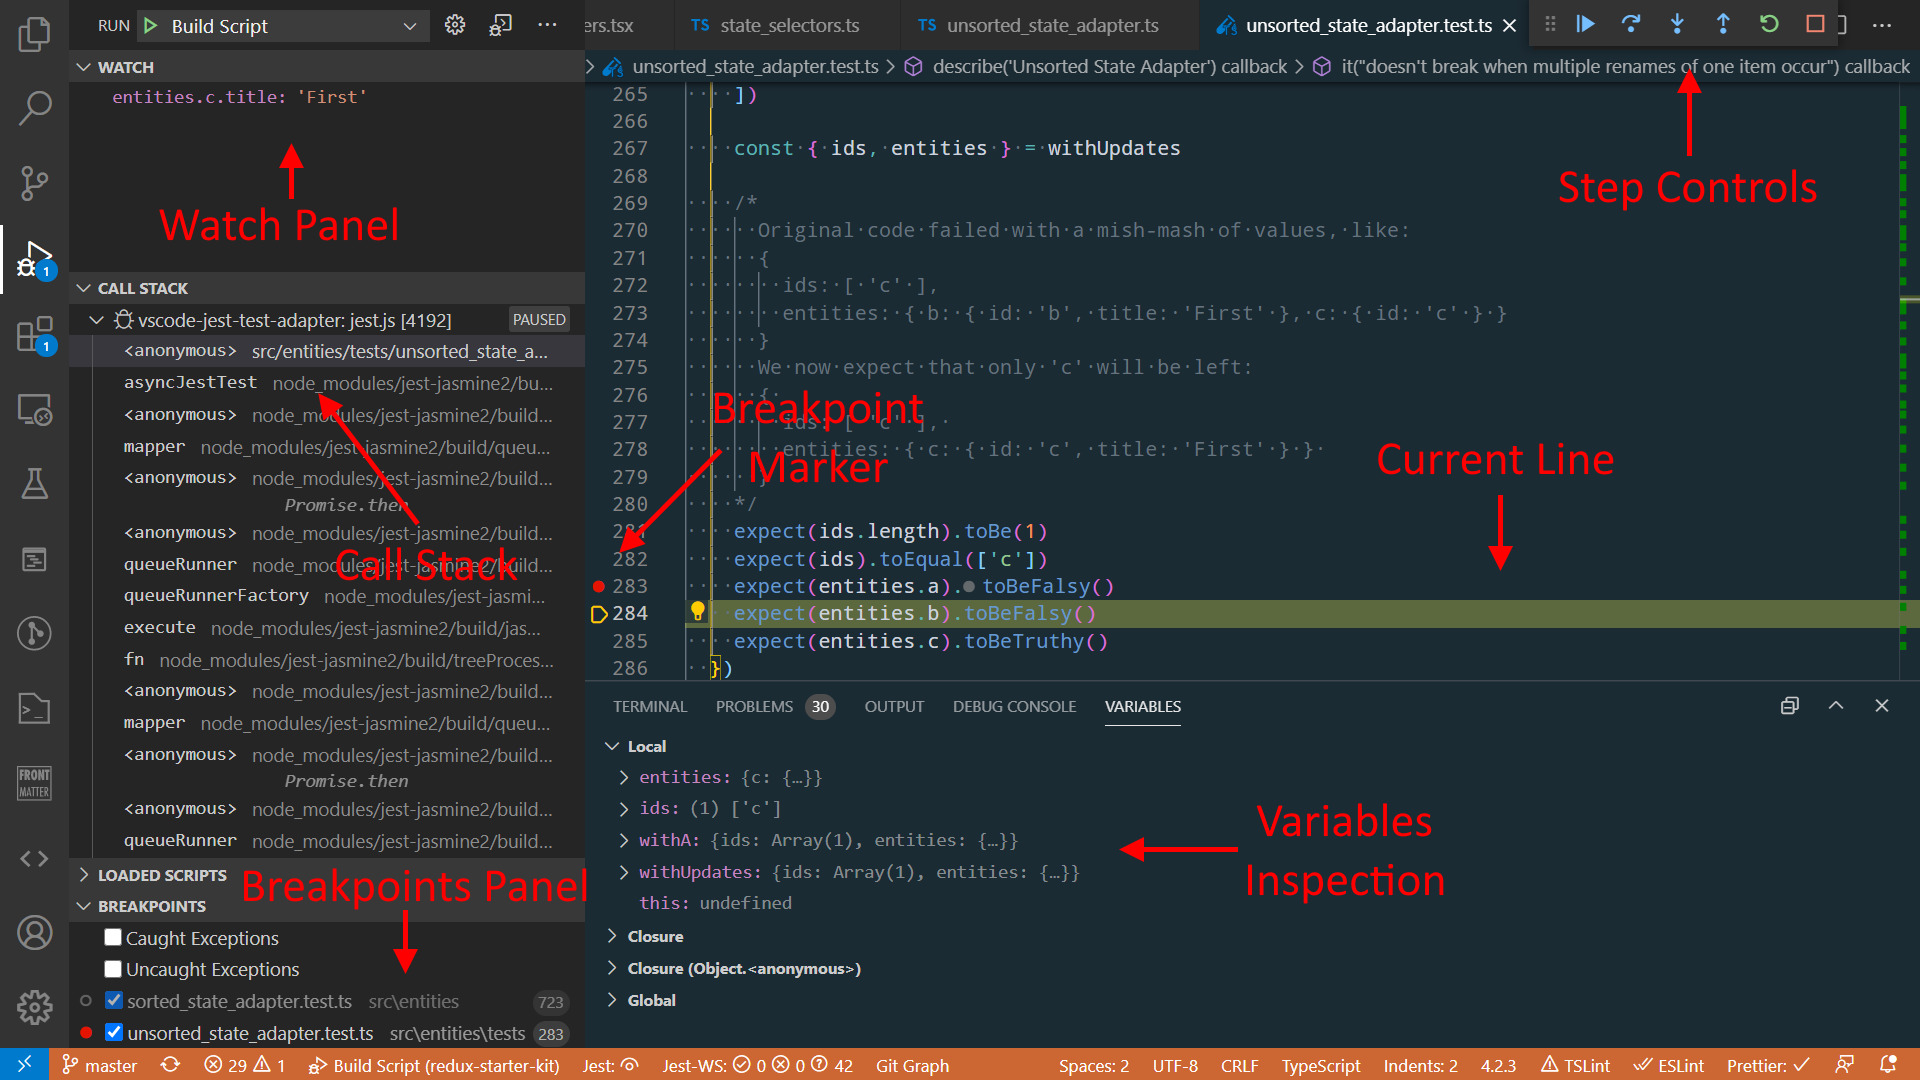 RUN Build Script
WATCH
entities.c.title: 'First'
Watch Panel
CALL STACK
vscode-jest-test-adapter: jest.js [4192] PAUSED
<anonymous> src/entities/tests/unsorted_state_a...
asyncJestTest node_modules/jest-jasmine2/bu...
<anonymous> node_modules/jest-jasmine2/build...
mapper node_modules/jest-jasmine2/build/queu...
<anonymous> node_modules/jest-jasmine2/build...
Promise.then
<anonymous> node_modules/jest-jasmine2/build...
queueRunner node_modules/jest-jasmine2/build...
Call Stack
queueRunnerFactory node_modules/jest-jasmi...
execute node_modules/jest-jasmine2/build/jas...
fn node_modules/jest-jasmine2/build/treeProces...
<anonymous> node_modules/jest-jasmine2/build...
mapper node_modules/jest-jasmine2/build/queu...
<anonymous> node_modules/jest-jasmine2/build...
Promise.then
<anonymous> node_modules/jest-jasmine2/build...
queueRunner node_modules/jest-jasmine2/build...
LOADED SCRIPTS
Breakpoints Panel
BREAKPOINTS
Caught Exceptions
Uncaught Exceptions
sorted_state_adapter.test.ts src\entities 723
unsorted_state_adapter.test.ts src\entities\tests 283
1
1
FRONT
MATTER
ers.tsx TS state_selectors.ts TS unsorted_state_adapter.ts unsorted_state_adapter.test.ts
unsorted_state_adapter.test.ts > describe('Unsorted State Adapter') callback > it("doesn't break when multiple renames of one item occur") callback
Step Controls
265 ])
266
267 const { ids, entities } = withUpdates
268
269 /*
270 Original code failed with a mish-mash of values, like:
271 {
272 ids: [ 'c' ],
273 entities: { b: { id: 'b', title: 'First' }, c: { id: 'c' } }
274 }
275 We now expect that only 'c' will be left:
276 {
277 ids: [ 'c' ],
278 entities: { c: { id: 'c', title: 'First' } }
279 }
280 */
281 expect(ids.length).toBe(1)
282 expect(ids).toEqual(['c'])
283 expect(entities.a).toBeFalsy()
284 expect(entities.b).toBeFalsy()
285 expect(entities.c).toBeTruthy()
286 })
Breakpoint
Marker
Current Line
TERMINAL PROBLEMS 30 OUTPUT DEBUG CONSOLE VARIABLES
Local
entities: {c: {…}}
ids: (1) ['c']
withA: {ids: Array(1), entities: {…}}
withUpdates: {ids: Array(1), entities: {…}}
this: undefined
Closure
Closure (Object.<anonymous>)
Global
Variables
Inspection
master 29 1 Build Script (redux-starter-kit) Jest: Jest-WS: 0 0 42 Git Graph Spaces: 2 UTF-8 CRLF TypeScript Indents: 2 4.2.3 TSLint ESLint Prettier: